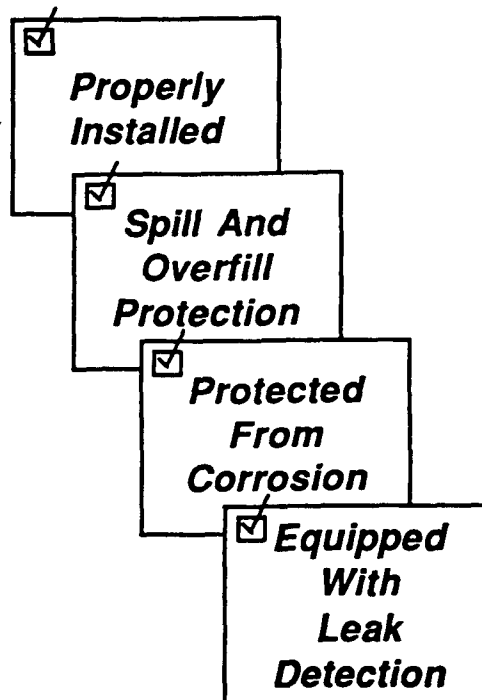 Properly
Installed
Spill And
Overfill
Protection
Protected
From
Corrosion
Equipped
With
Leak
Detection